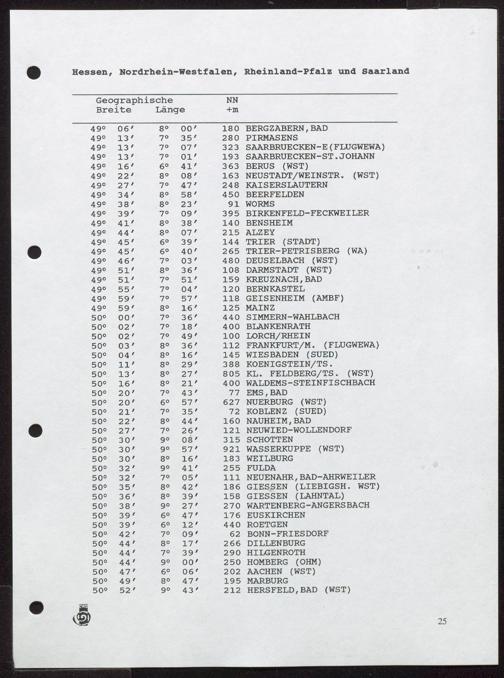 Hessen, Nordrhein-Westfalen, Rheinland-Pfalz und Saarland
Geographische NN
Breite Länge +m
49° 06′ 8° 00′ 180 BERGZABERN,BAD
49° 13′ 7° 35′ 280 PIRMASENS
49° 13′ 7° 07′ 323 SAARBRUECKEN-E(FLUGWEWA)
49° 13′ 7° 01′ 193 SAARBRUECKEN-ST.JOHANN
49° 16′ 6° 41′ 363 BERUS (WST)
49° 22′ 8° 08′ 163 NEUSTADT/WEINSTR. (WST)
49° 27′ 7° 47′ 248 KAISERSLAUTERN
49° 34′ 8° 58′ 450 BEERFELDEN
49° 38′ 8° 23′ 91 WORMS
49° 39′ 7° 09′ 395 BIRKENFELD-FECKWEILER
49° 41′ 8° 38′ 140 BENSHEIM
49° 44′ 8° 07′ 215 ALZEY
49° 45′ 6° 39′ 144 TRIER (STADT)
49° 45′ 6° 40′ 265 TRIER-PETRISBERG (WA)
49° 46′ 7° 03′ 480 DEUSELBACH (WST)
49° 51′ 8° 36′ 108 DARMSTADT (WST)
49° 51′ 7° 51′ 159 KREUZNACH,BAD
49° 55′ 7° 04′ 120 BERNKASTEL
49° 59′ 7° 57′ 118 GEISENHEIM (AMBF)
49° 59′ 8° 16′ 125 MAINZ
50° 00′ 7° 36′ 440 SIMMERN-WAHLBACH
50° 02′ 7° 18′ 400 BLANKENRATH
50° 02′ 7° 49′ 100 LORCH/RHEIN
50° 03′ 8° 36′ 112 FRANKFURT/M. (FLUGWEWA)
50° 04′ 8° 16′ 145 WIESBADEN (SUED)
50° 11′ 8° 29′ 388 KOENIGSTEIN/TS.
50° 13′ 8° 27′ 805 KL. FELDBERG/TS. (WST)
50° 16′ 8° 21′ 400 WALDEMS-STEINFISCHBACH
50° 20′ 7° 43′ 77 EMS,BAD
50° 20′ 6° 57′ 627 NUERBURG (WST)
50° 21′ 7° 35′ 72 KOBLENZ (SUED)
50° 22′ 8° 44′ 160 NAUHEIM,BAD
50° 27′ 7° 26′ 121 NEUWIED-WOLLENDORF
50° 30′ 9° 08′ 315 SCHOTTEN
50° 30′ 9° 57′ 921 WASSERKUPPE (WST)
50° 30′ 8° 16′ 183 WEILBURG
50° 32′ 9° 41′ 255 FULDA
50° 32′ 7° 05′ 111 NEUENAHR,BAD-AHRWEILER
50° 35′ 8° 42′ 186 GIESSEN (LIEBIGSH. WST)
50° 36′ 8° 39′ 158 GIESSEN (LAHNTAL)
50° 38′ 9° 27′ 270 WARTENBERG-ANGERSBACH
50° 39′ 6° 47′ 176 EUSKIRCHEN
50° 39′ 6° 12′ 440 ROETGEN
50° 42′ 7° 09′ 62 BONN-FRIESDORF
50° 44′ 8° 17′ 266 DILLENBURG
50° 44′ 7° 39′ 290 HILGENROTH
50° 44′ 9° 00′ 250 HOMBERG (OHM)
50° 47′ 6° 06′ 202 AACHEN (WST)
50° 49′ 8° 47′ 195 MARBURG
50° 52′ 9° 43′ 212 HERSFELD,BAD (WST)
25